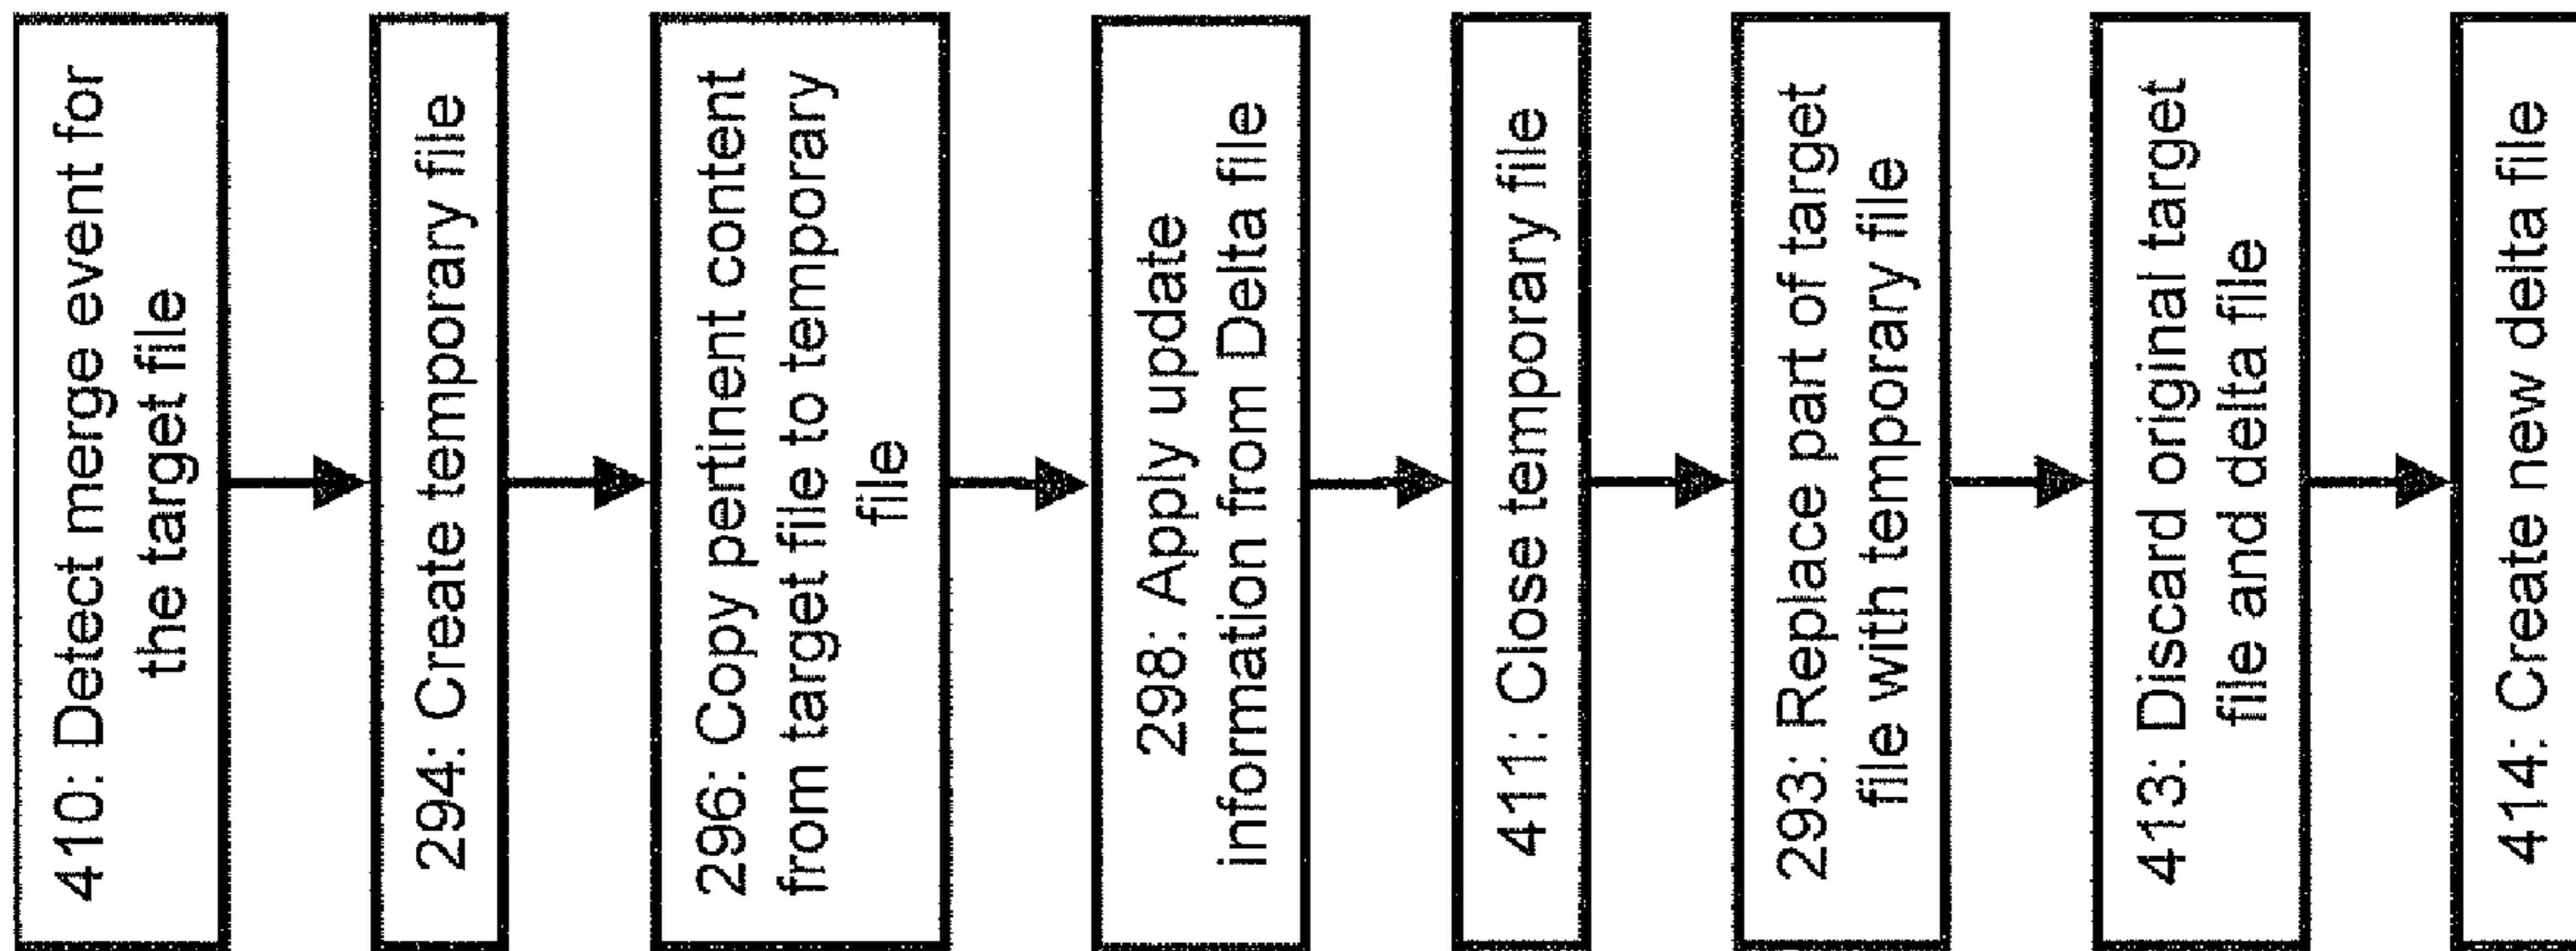 410: Detect merge event for
the target file
294: Create temporary file
296: Copy pertinent content
from target file to temporary
file
298: Apply update
information from Delta file
411: Close temporary file
293: Replace part of target
file with temporary file
413: Discard original target
file and delta file
414: Create new delta file